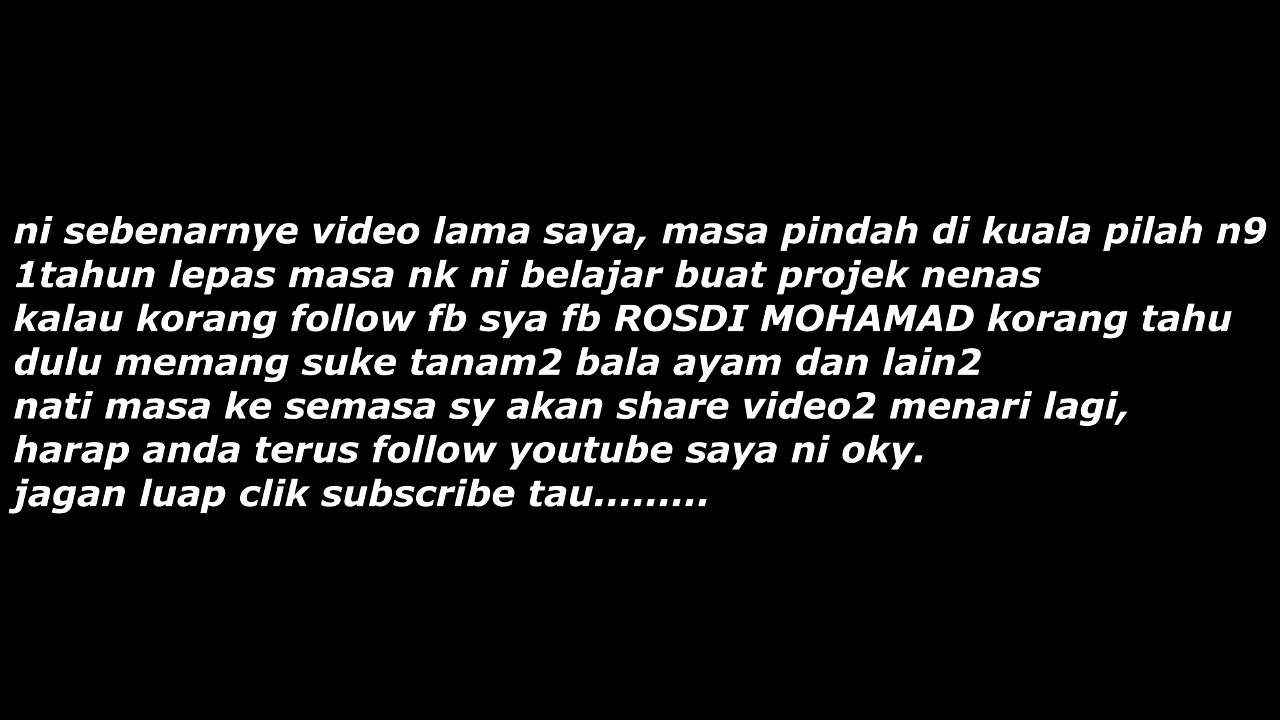 ni sebenarnye video lama saya, masa pindah di kuala pilah n9
1tahun lepas masa nk ni belajar buat projek nenas
kalau korang follow fb sya fb ROSDI MOHAMAD korang tahu
dulu memang suke tanam2 bala ayam dan lain2
nati masa ke semasa sy akan share video2 menari lagi,
harap anda terus follow youtube saya ni oky.
jagan luap clik subscribe tau.........